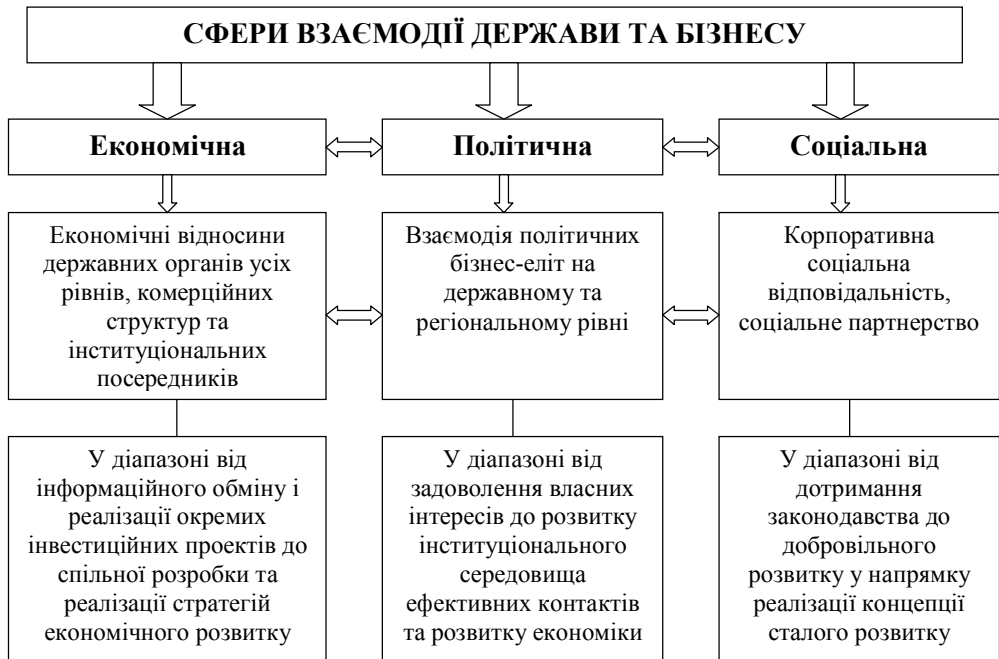 СФЕРИ ВЗАЄМОДІЇ ДЕРЖАВИ ТА БІЗНЕСУ
Економічна
Політична
Соціальна
Економічні відносини
державних органів усіх
рівнів, комерційних
структур та
інституціональних
посередників
Взаємодія політичних
бізнес-еліт на
державному та
регіональному рівні
Корпоративна
соціальна
відповідальність,
соціальне партнерство
У діапазоні від
інформаційного обміну і
реалізації окремих
інвестиційних проектів до
спільної розробки та
реалізації стратегій
економічного розвитку
У діапазоні від
задоволення власних
інтересів до розвитку
інституціонального
середовища
ефективних контактів
та розвитку економіки
У діапазоні від
дотримання
законодавства до
добровільного
розвитку у напрямку
реалізації концепції
сталого розвитку